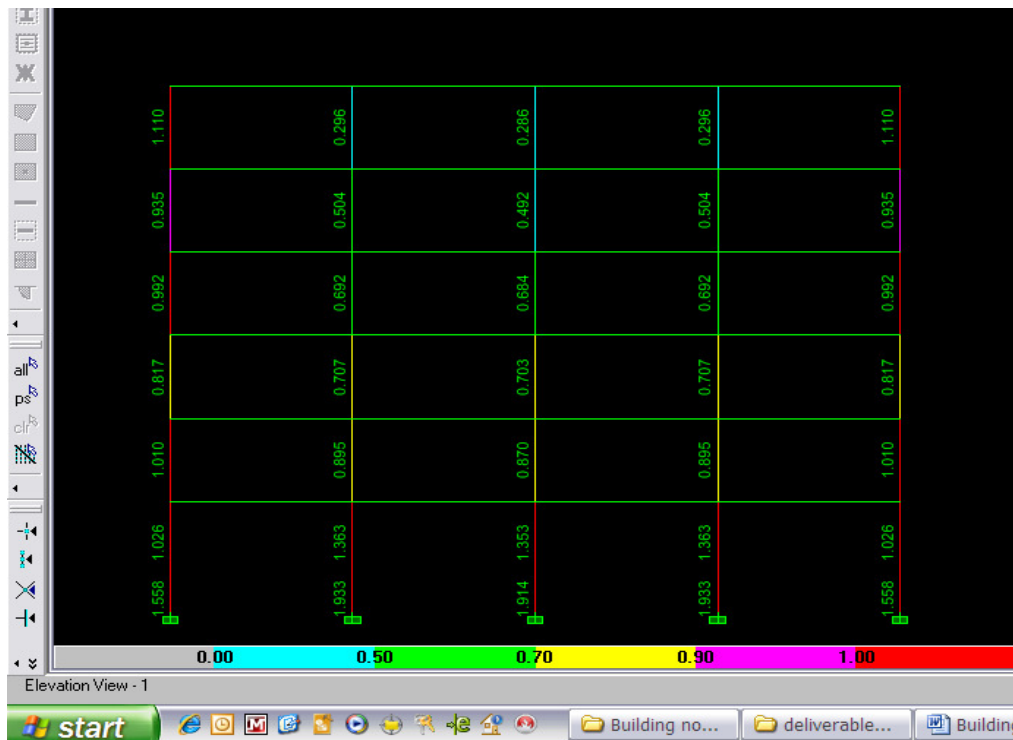 1.110 0.296 0.286 0.296 1.110
0.935 0.504 0.492 0.504 0.935
0.992 0.692 0.684 0.692 0.992
0.817 0.707 0.703 0.707 0.817
all
ps
clr
1.010 0.895 0.870 0.895 1.010
1.026 1.363 1.353 1.363 1.026
1.558 1.933 1.914 1.933 1.558
0.00 0.50 0.70 0.90 1.00
Elevation View - 1
start Building no... deliverable... Building